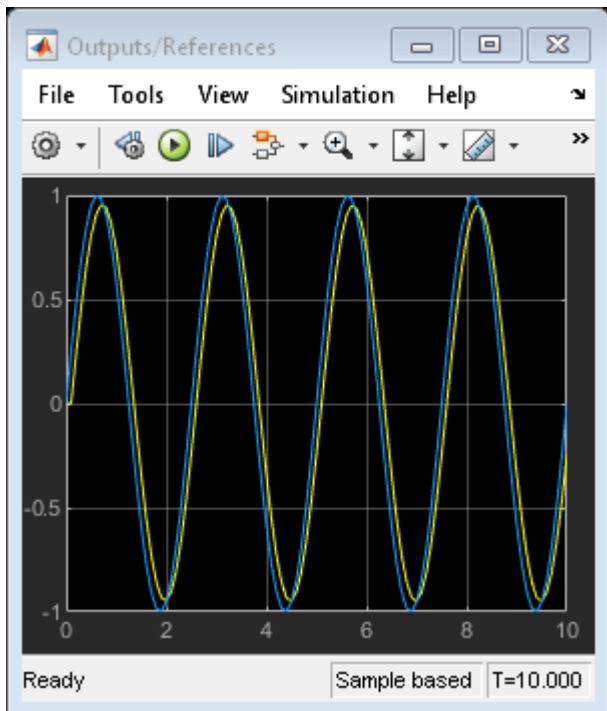 Outputs/References
File Tools View Simulation Help
1
0.5
0
-0.5
-1
0 2 4 6 8 10
Ready Sample based T=10.000